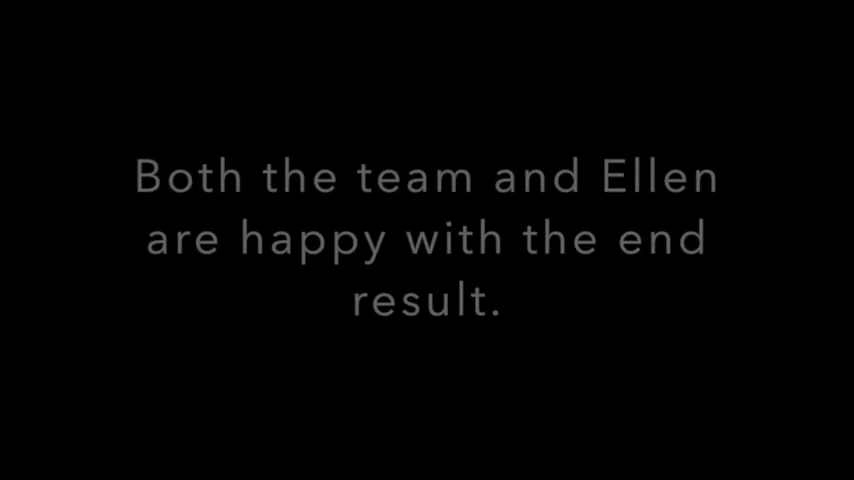 Both the team and Ellen
are happy with the end
result.